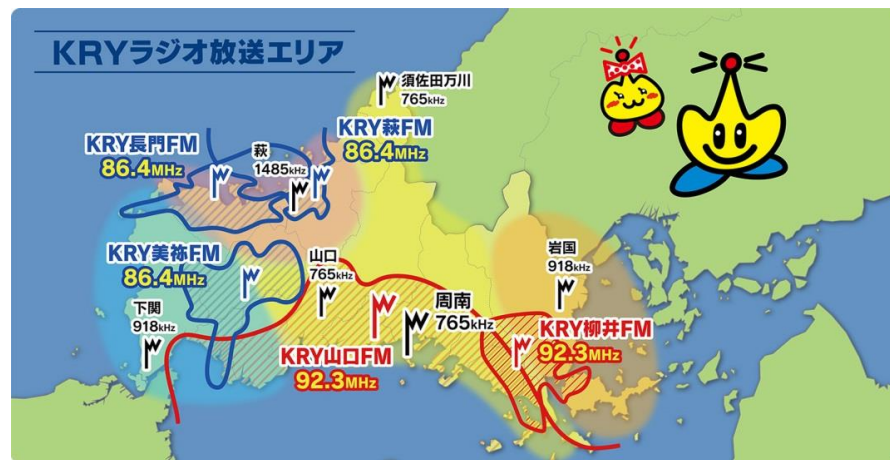 KRYラジオ放送エリア
須佐田万川
765kHz
KRY長門FM
86.4MHz
萩
1485kHz
KRY萩FM
86.4MHz
KRY美祢FM
86.4MHz
山口
765kHz
岩国
918kHz
下関
918kHz
周南
765kHz
KRY山口FM
92.3MHz
KRY柳井FM
92.3MHz